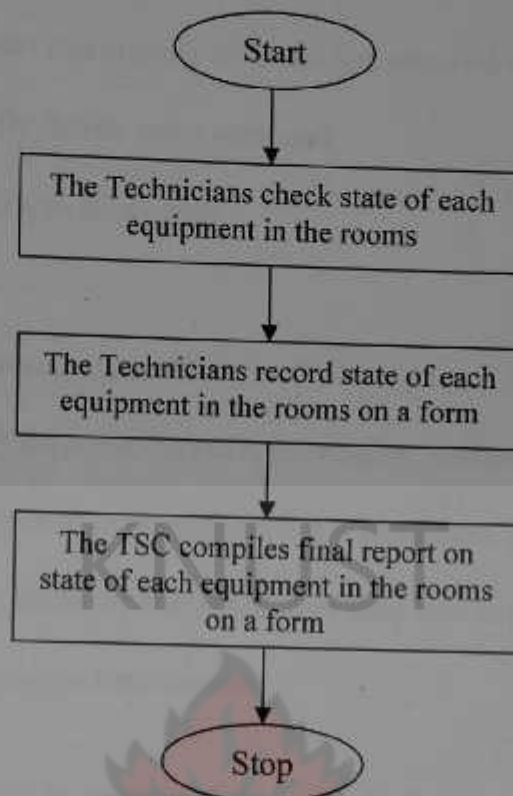 Start
The Technicians check state of each
equipment in the rooms
The Technicians record state of each
equipment in the rooms on a form
KNUST
The TSC compiles final report on
state of each equipment in the rooms
on a form
Stop